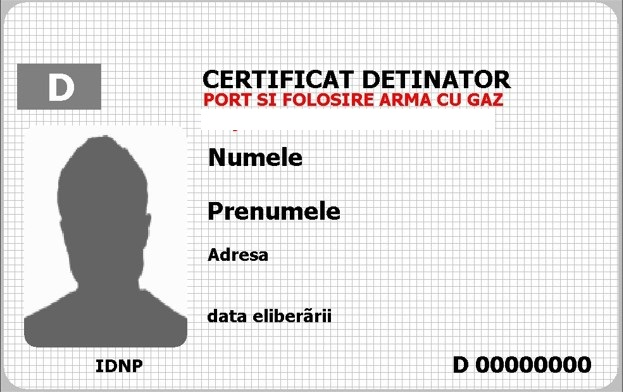 D
CERTIFICAT DETINATOR
PORT SI FOLOSIRE ARMA CU GAZ
Numele
Prenumele
Adresa
data eliberãrii
IDNP
D 00000000